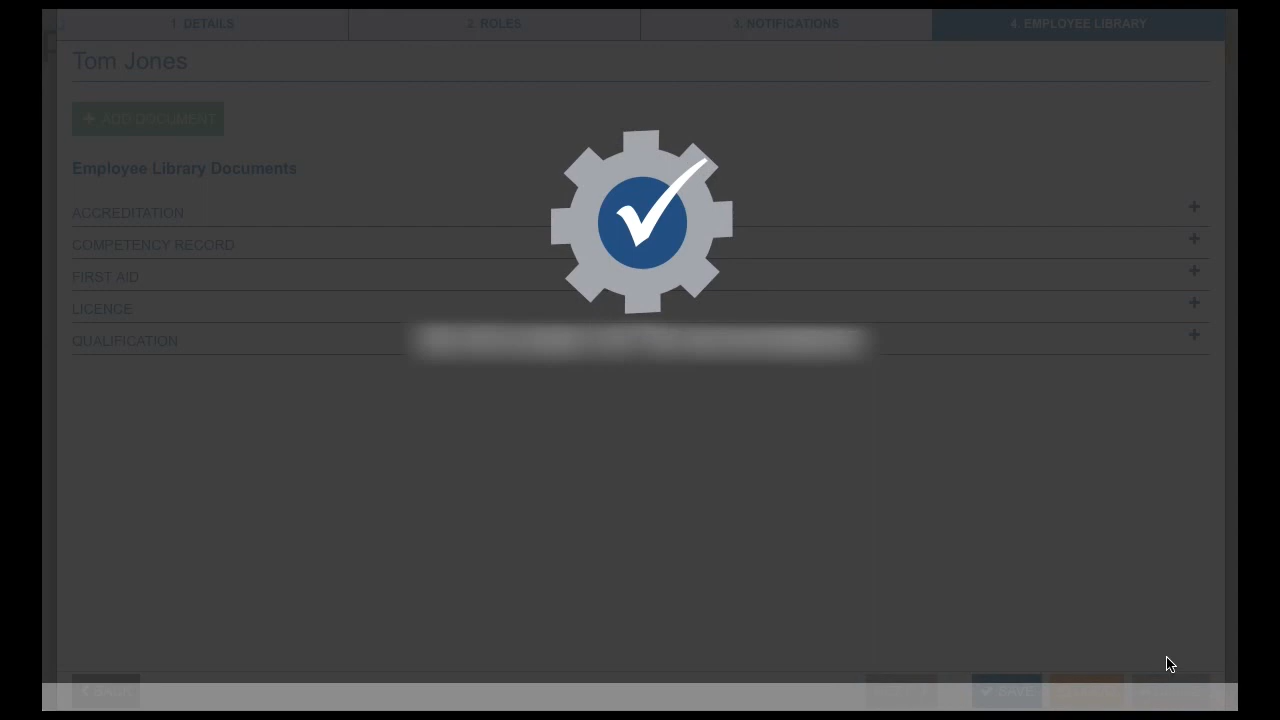 1. DETAILS
2. ROLES
3. NOTIFICATIONS
4. EMPLOYEE LIBRARY
Tom Jones
+ ADD DOCUMENT
Employee Library Documents
ACCREDITATION
COMPETENCY RECORD
FIRST AID
LICENCE
QUALIFICATION
BACK
SAVE